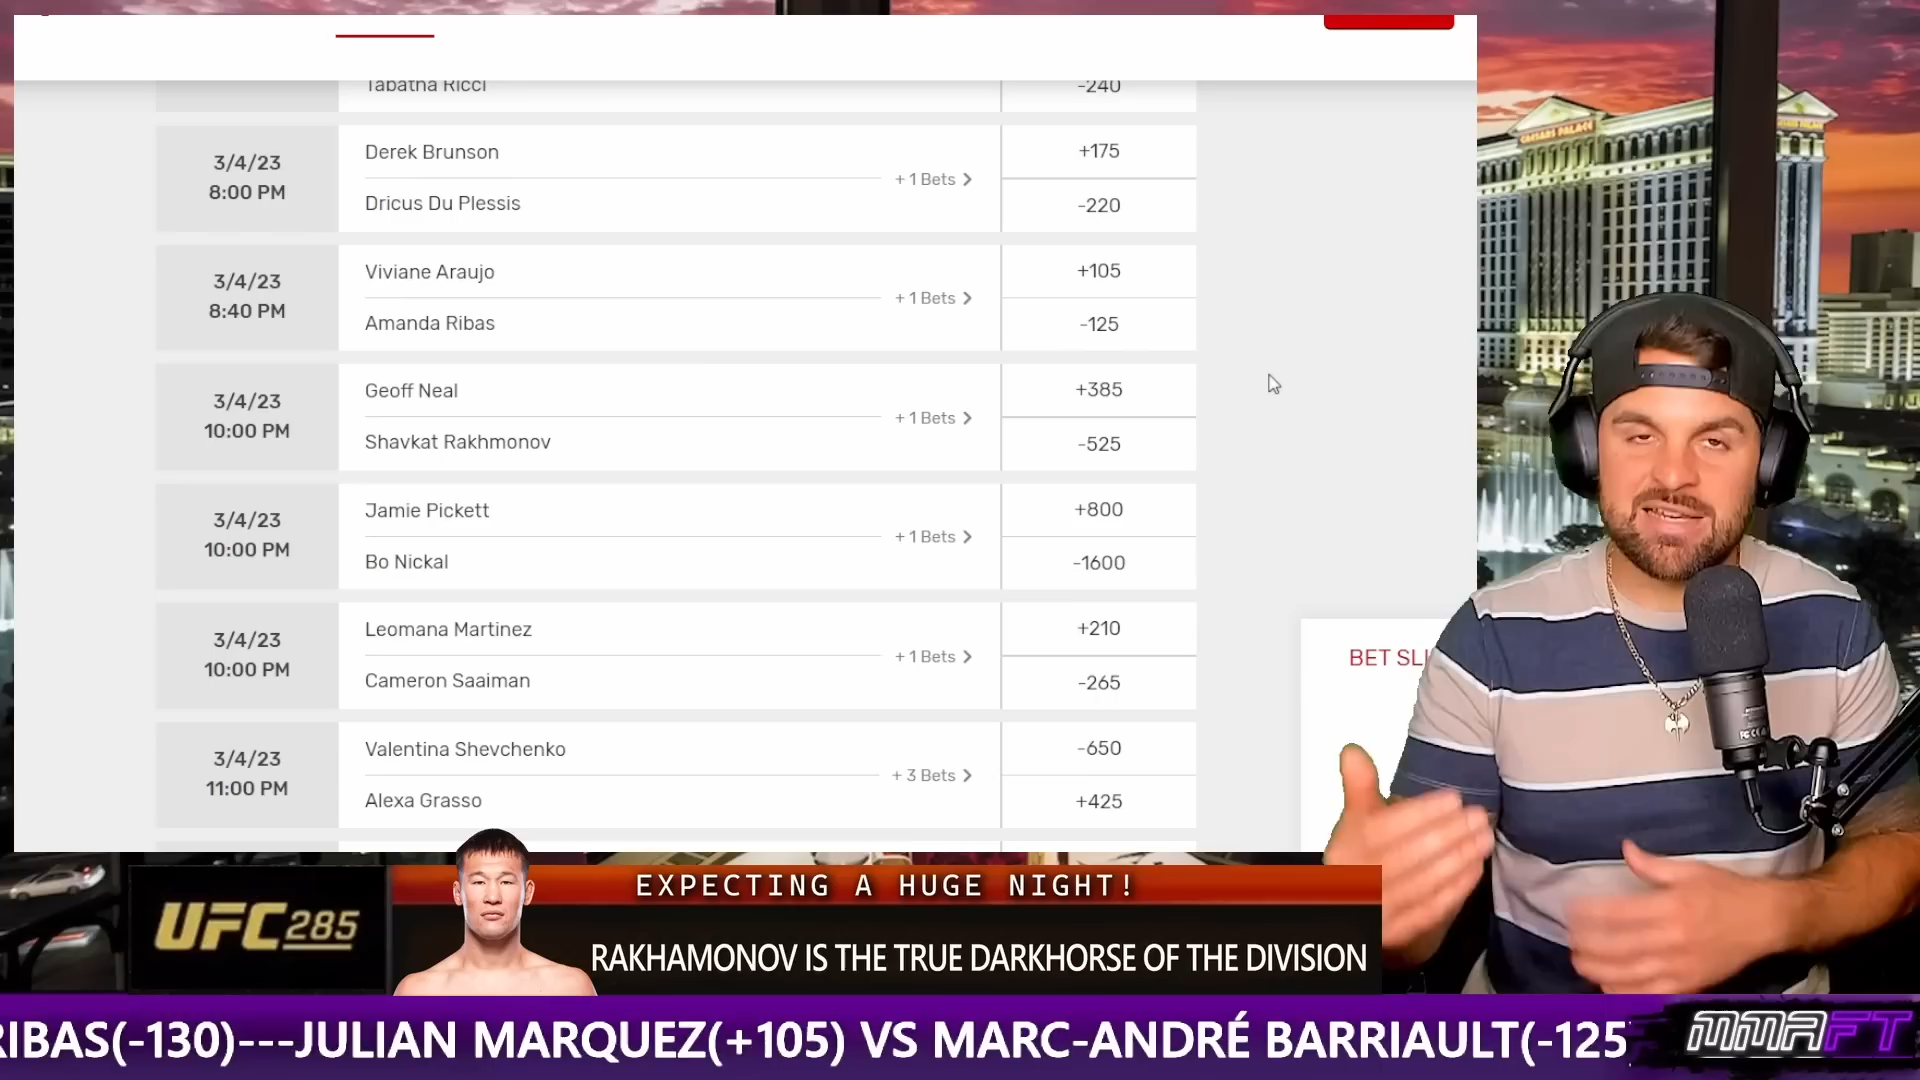 Tabatha Ricci
-240
3/4/23
8:00 PM
Derek Brunson
+ 1 Bets
+175
Dricus Du Plessis
-220
3/4/23
8:40 PM
Viviane Araujo
+ 1 Bets
+105
Amanda Ribas
-125
3/4/23
10:00 PM
Geoff Neal
+ 1 Bets
+385
Shavkat Rakhmonov
-525
3/4/23
10:00 PM
Jamie Pickett
+ 1 Bets
+800
Bo Nickal
-1600
3/4/23
10:00 PM
Leomana Martinez
+ 1 Bets
+210
Cameron Saaiman
-265
3/4/23
11:00 PM
Valentina Shevchenko
+ 3 Bets
-650
Alexa Grasso
+425
BET SLI
CAESARS PALACE
UFC 285
EXPECTING A HUGE NIGHT!
RAKHAMONOV IS THE TRUE DARKHORSE OF THE DIVISION
RIBAS(-130)---JULIAN MARQUEZ(+105) VS MARC-ANDRÉ BARRIAULT(-125)
MMAFT